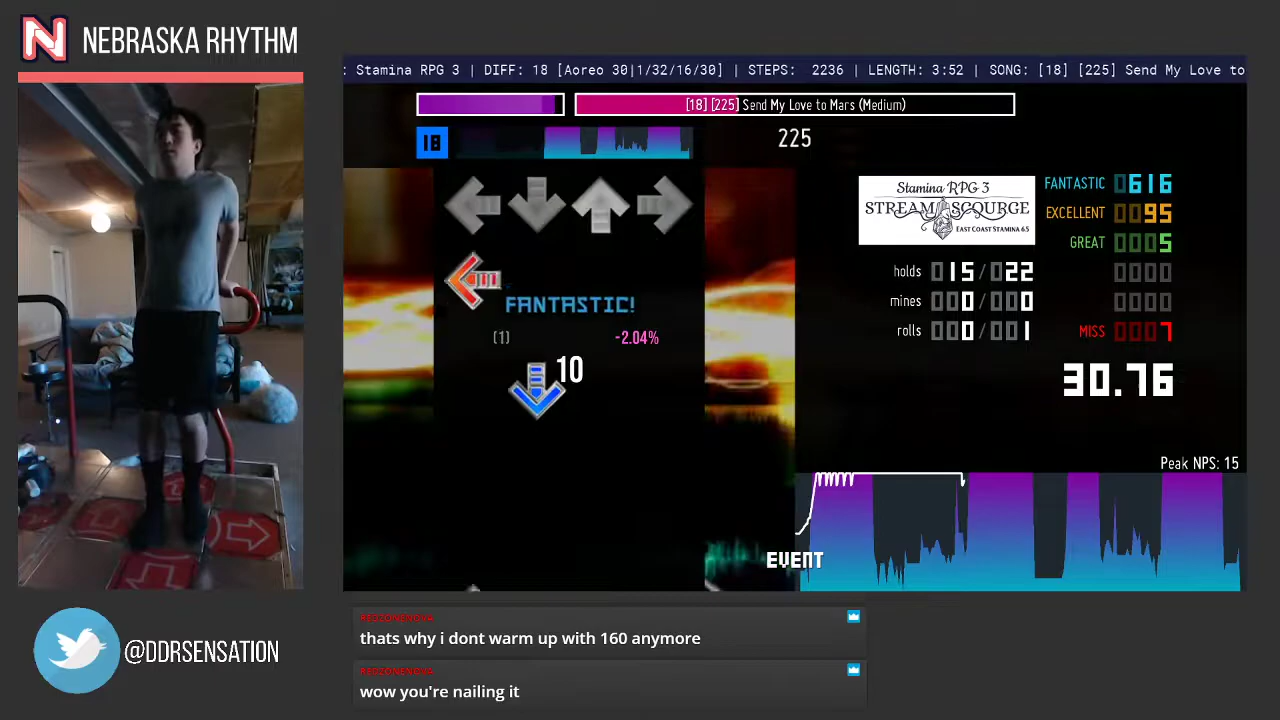 NEBRASKA RHYTHM
: Stamina RPG 3 | DIFF: 18 [Aoreo 30|1/32/16/30] | STEPS: 2236 | LENGTH: 3:52 | SONG: [18] [225] Send My Love to
[18] [225] Send My Love to Mars (Medium)
18
225
Stamina RPG 3
STREAM SCOURGE
EAST COAST STAMINA 6.5
FANTASTIC 0616
EXCELLENT 0095
GREAT 0005
0000
0000
MISS 0007
holds 015/022
mines 000/000
rolls 000/001
30.76
FANTASTIC!
(1) -2.04%
10
Peak NPS: 15
EVENT
@DDRSENSATION
REDZONENOVA
thats why i dont warm up with 160 anymore
REDZONENOVA
wow you're nailing it